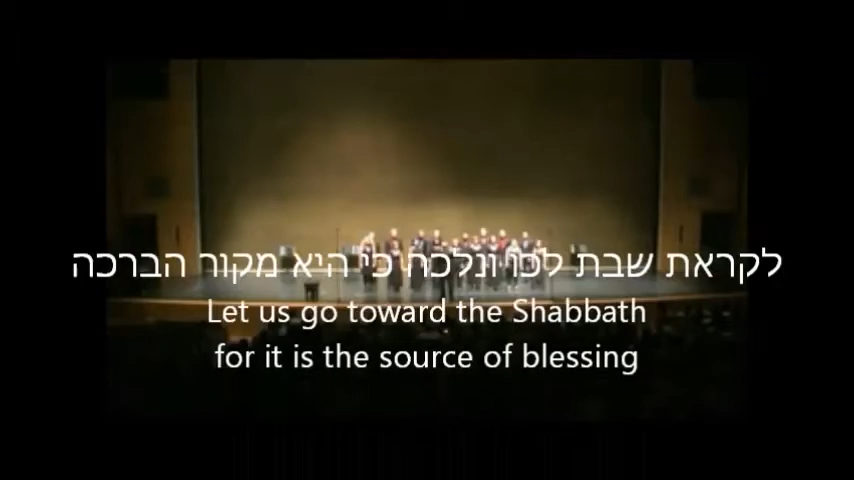 לקראת שבת לכו ונלכה כי היא מקור הברכה
Let us go toward the Shabbath
for it is the source of blessing